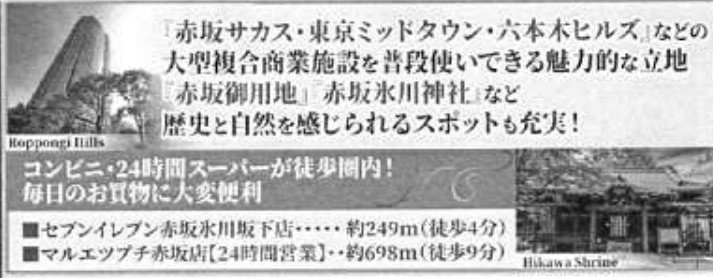 『赤坂サカス・東京ミッドタウン・六本木ヒルズ』などの
大型複合商業施設を普段使いできる魅力的な立地
『赤坂御用地』『赤坂氷川神社』など
歴史と自然を感じられるスポットも充実！
Roppongi Hills
コンビニ・24時間スーパーが徒歩圏内！
毎日のお買物に大変便利
■セブンイレブン赤坂氷川坂下店・・・・・約249m（徒歩4分）
■マルエツプチ赤坂店【24時間営業】・・約698m（徒歩9分）
Hikawa Shrine